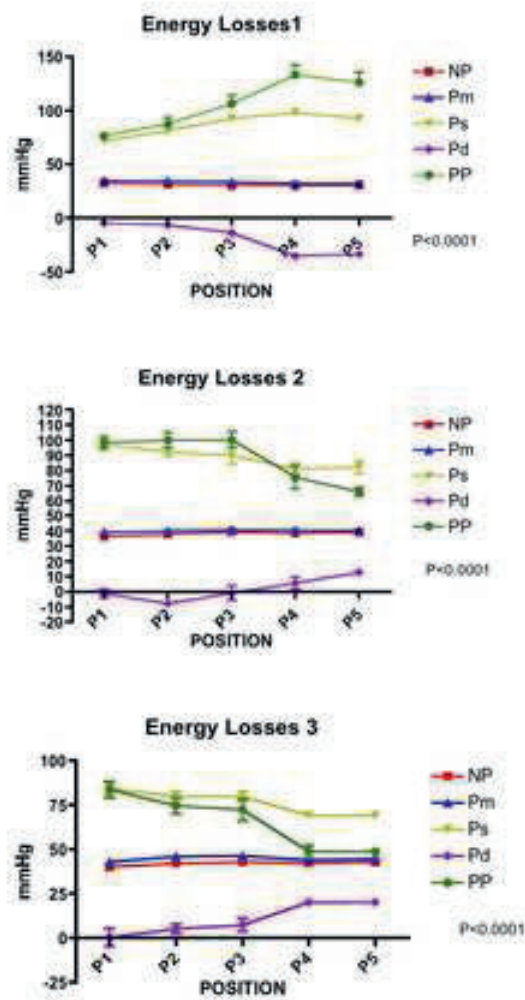 Energy Losses1
mmHg
150
100
50
0
-50
P1 P2 P3 P4 P5
POSITION
NP
Pm
Ps
Pd
PP
P<0.0001
Energy Losses 2
mmHg
120
110
100
90
80
70
60
50
40
30
20
10
0
-10
-20
P1 P2 P3 P4 P5
POSITION
NP
Pm
Ps
Pd
PP
P<0.0001
Energy Losses 3
mmHg
100
75
50
25
0
-25
P1 P2 P3 P4 P5
POSITION
NP
Pm
Ps
Pd
PP
P<0.0001